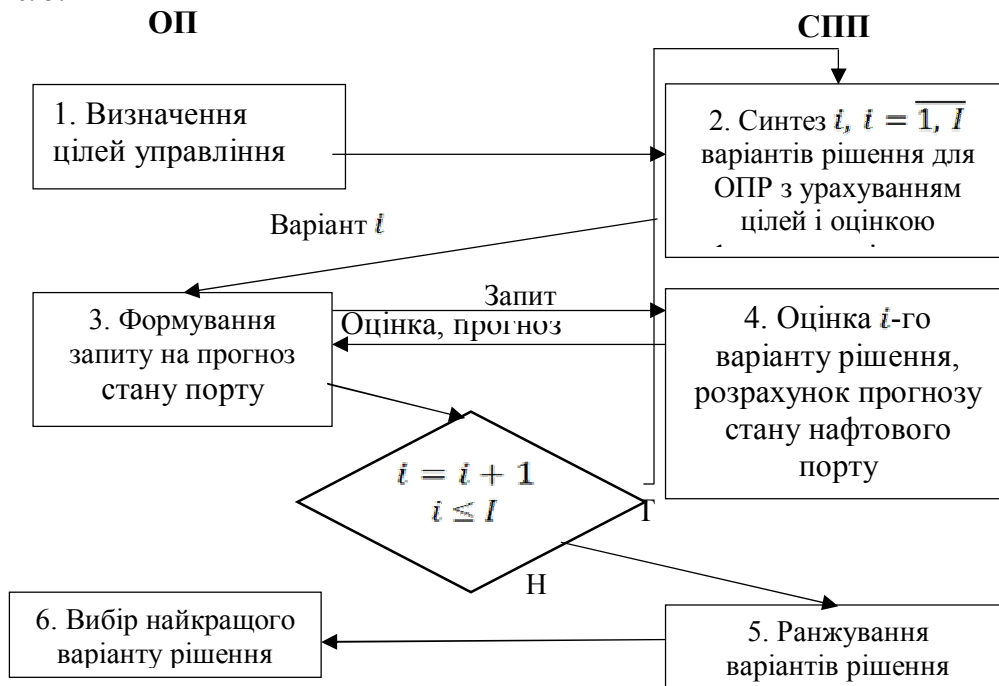 ОП
СПП
1. Визначення
цілей управління
2. Синтез i, i = 1, I
варіантів рішення для
ОПР з урахуванням
цілей і оцінкою
Варіант i
3. Формування
запиту на прогноз
стану порту
Запит
Оцінка, прогноз
4. Оцінка i-го
варіанту рішення,
розрахунок прогнозу
стану нафтового
порту
i = i + 1
i ≤ I
Н
6. Вибір найкращого
варіанту рішення
5. Ранжування
варіантів рішення